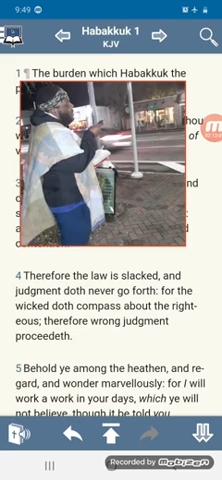 9:49
Habakkuk 1
KJV
1 ¶ The burden which Habakkuk the
p
2
thou
w
of
v
3
nd
d
s
a
d
d
4 Therefore the law is slacked, and
judgment doth never go forth: for the
wicked doth compass about the right-
eous; therefore wrong judgment
proceedeth.
5 Behold ye among the heathen, and re-
gard, and wonder marvellously: for I will
work a work in your days, which ye will
not believe, though it be told you
Recorded by mobizen